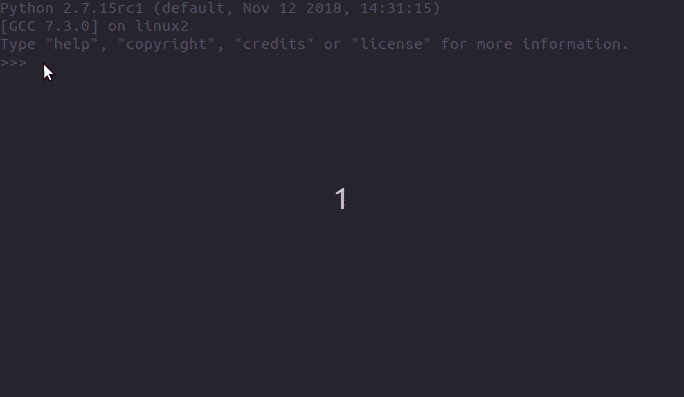 Python 2.7.15rc1 (default, Nov 12 2018, 14:31:15)
[GCC 7.3.0] on linux2
Type "help", "copyright", "credits" or "license" for more information.
>>>
1